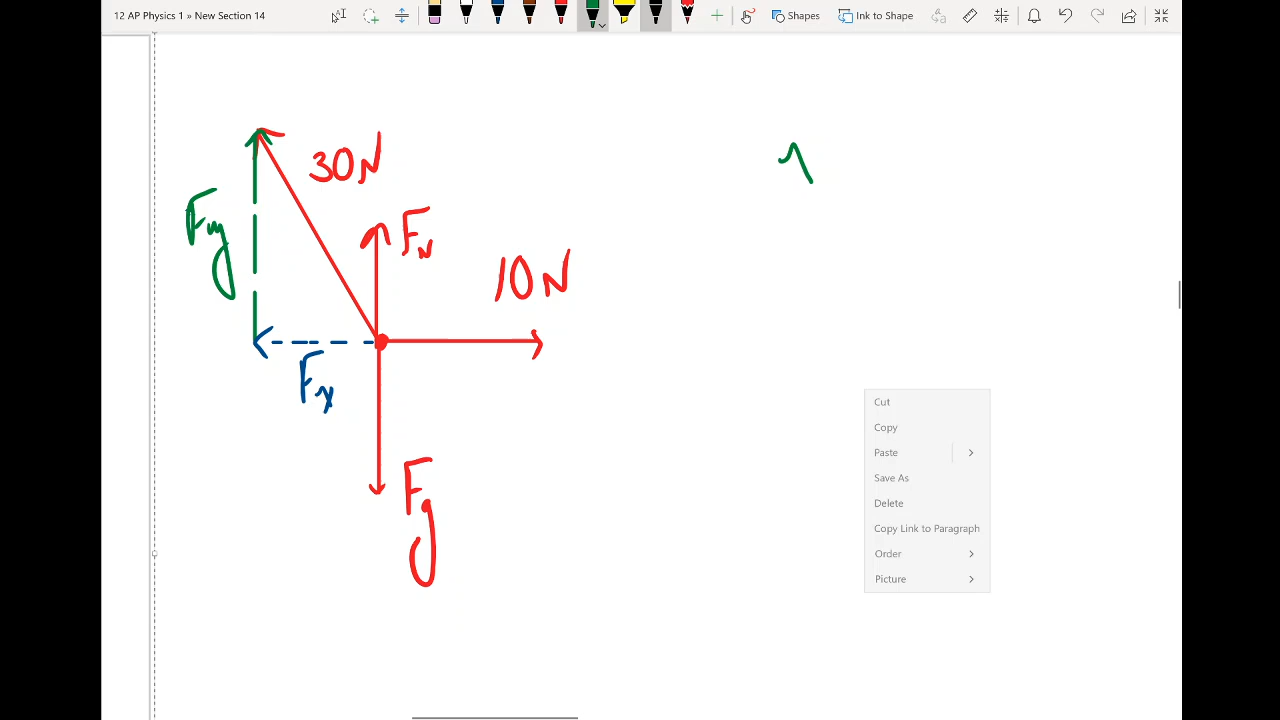 12 AP Physics 1 » New Section 14
Shapes
Ink to Shape
30N
Fy
FN
10N
Fx
Fg
Cut
Copy
Paste
Save As
Delete
Copy Link to Paragraph
Order
Picture